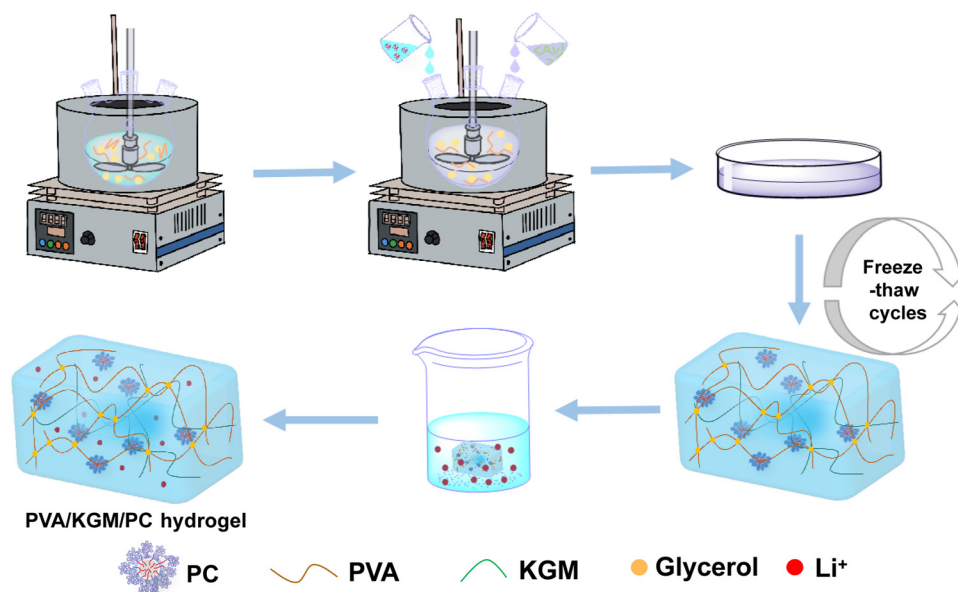 Freeze
-thaw
cycles
PVA/KGM/PC hydrogel
PC
PVA
KGM
Glycerol
Li⁺